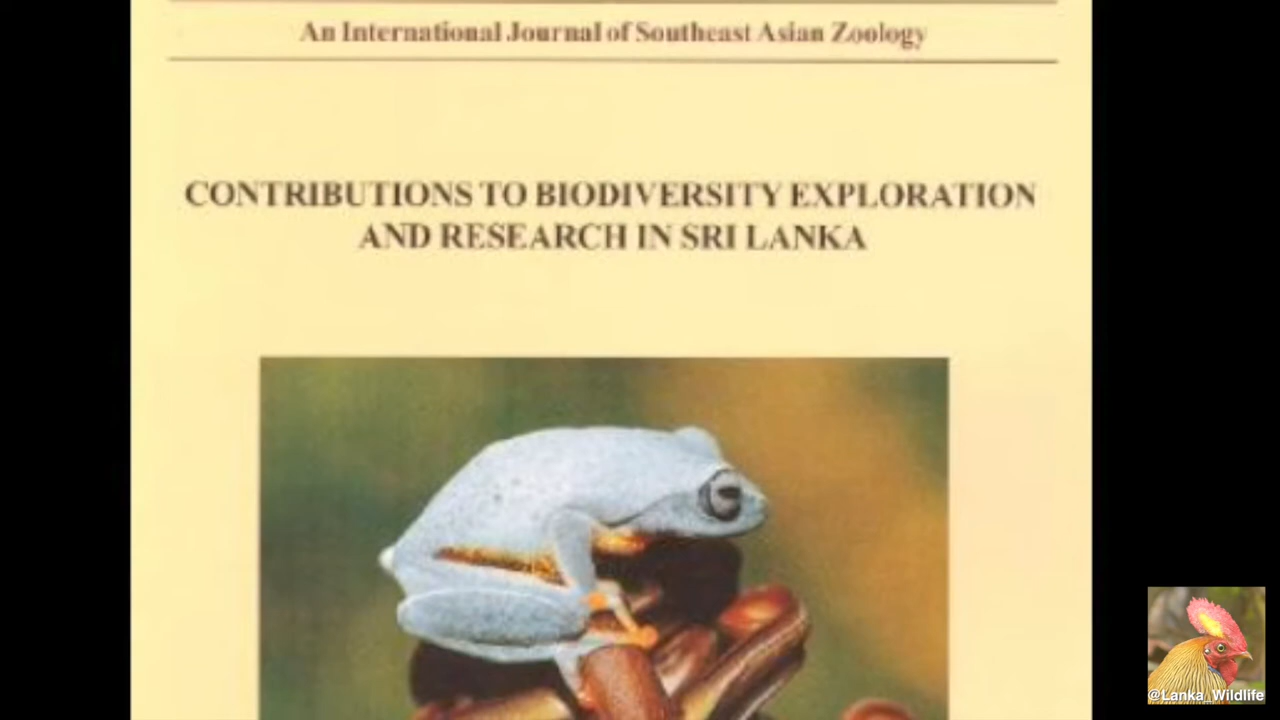 An International Journal of Southeast Asian Zoology
CONTRIBUTIONS TO BIODIVERSITY EXPLORATION
AND RESEARCH IN SRI LANKA
@Lanka_Wildlife